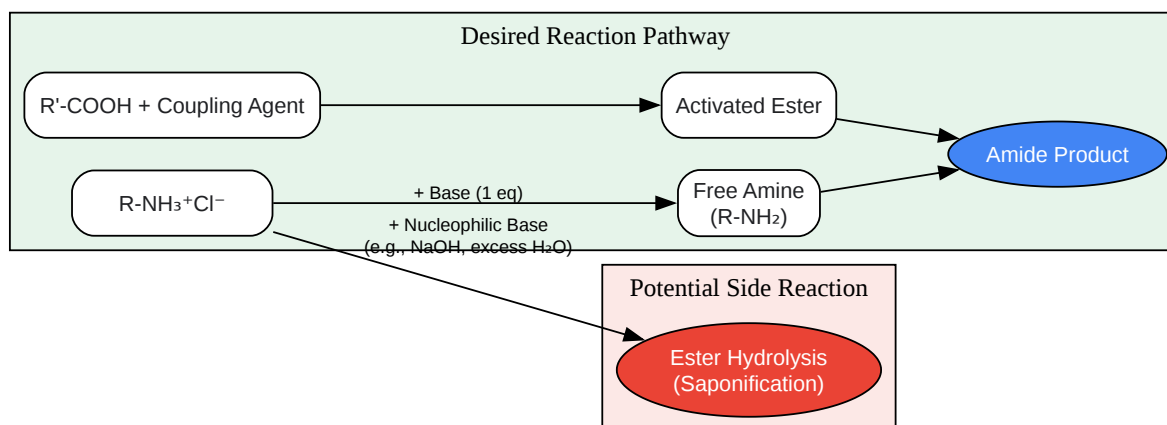 Desired Reaction Pathway
R'-COOH + Coupling Agent
Activated Ester
Amide Product
R-NH₃⁺Cl⁻
+ Base (1 eq)
Free Amine
(R-NH₂)
+ Nucleophilic Base
(e.g., NaOH, excess H₂O)
Potential Side Reaction
Ester Hydrolysis
(Saponification)